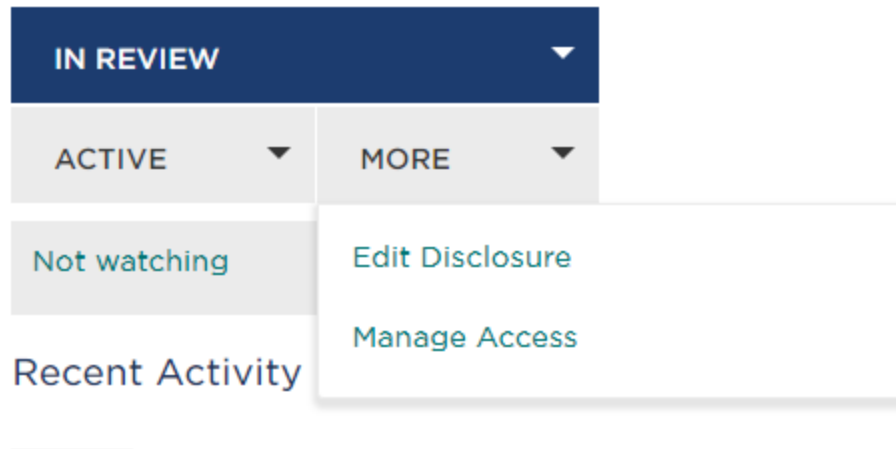 IN REVIEW
ACTIVE
MORE
Not watching
Edit Disclosure
Manage Access
Recent Activity